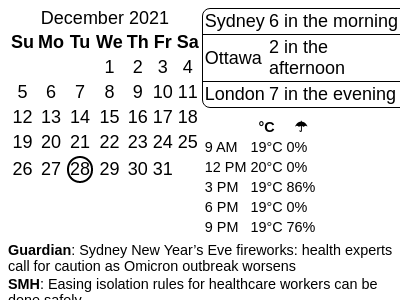 December 2021
Su Mo Tu We Th Fr Sa
1 2 3 4
5 6 7 8 9 10 11
12 13 14 15 16 17 18
19 20 21 22 23 24 25
26 27 28 29 30 31
Sydney 6 in the morning
Ottawa 2 in the
afternoon
London 7 in the evening
°C ☂
9 AM 19°C 0%
12 PM 20°C 0%
3 PM 19°C 86%
6 PM 19°C 0%
9 PM 19°C 76%
Guardian: Sydney New Year’s Eve fireworks: health experts
call for caution as Omicron outbreak worsens
SMH: Easing isolation rules for healthcare workers can be
done safely